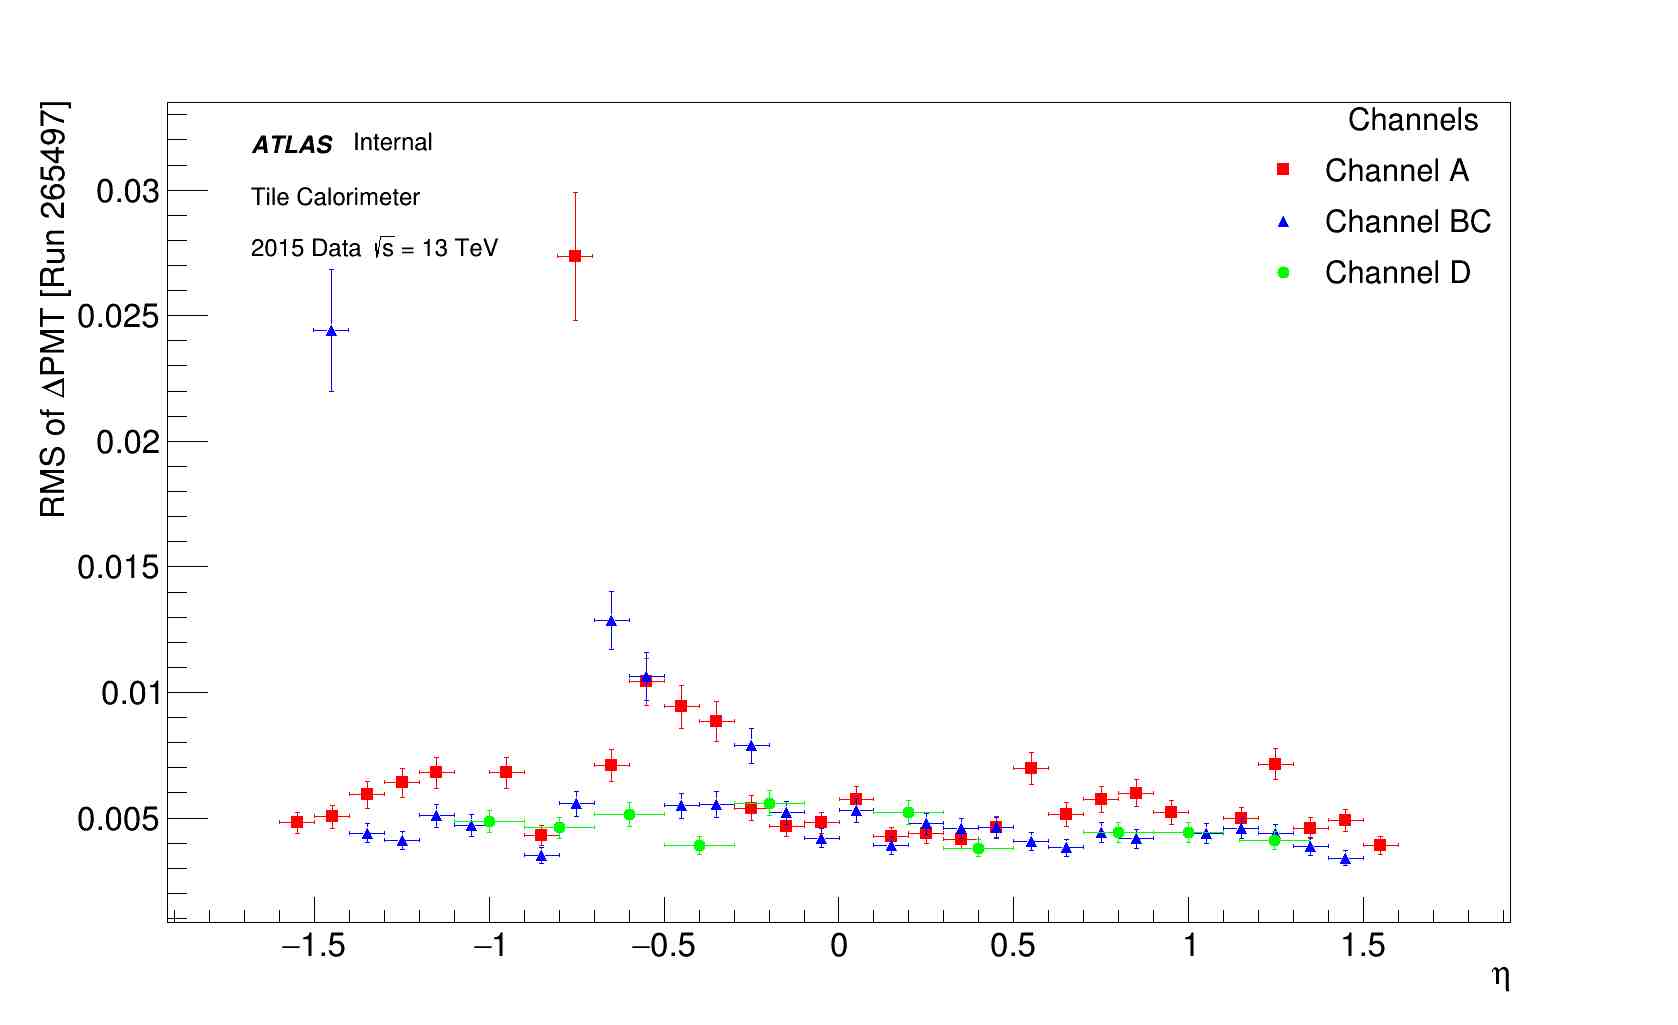 RMS of ΔPMT [Run 265497]
ATLAS Internal
Tile Calorimeter
2015 Data √s = 13 TeV
Channels
Channel A
Channel BC
Channel D
0.03
0.025
0.02
0.015
0.01
0.005
−1.5 −1 −0.5 0 0.5 1 1.5
η